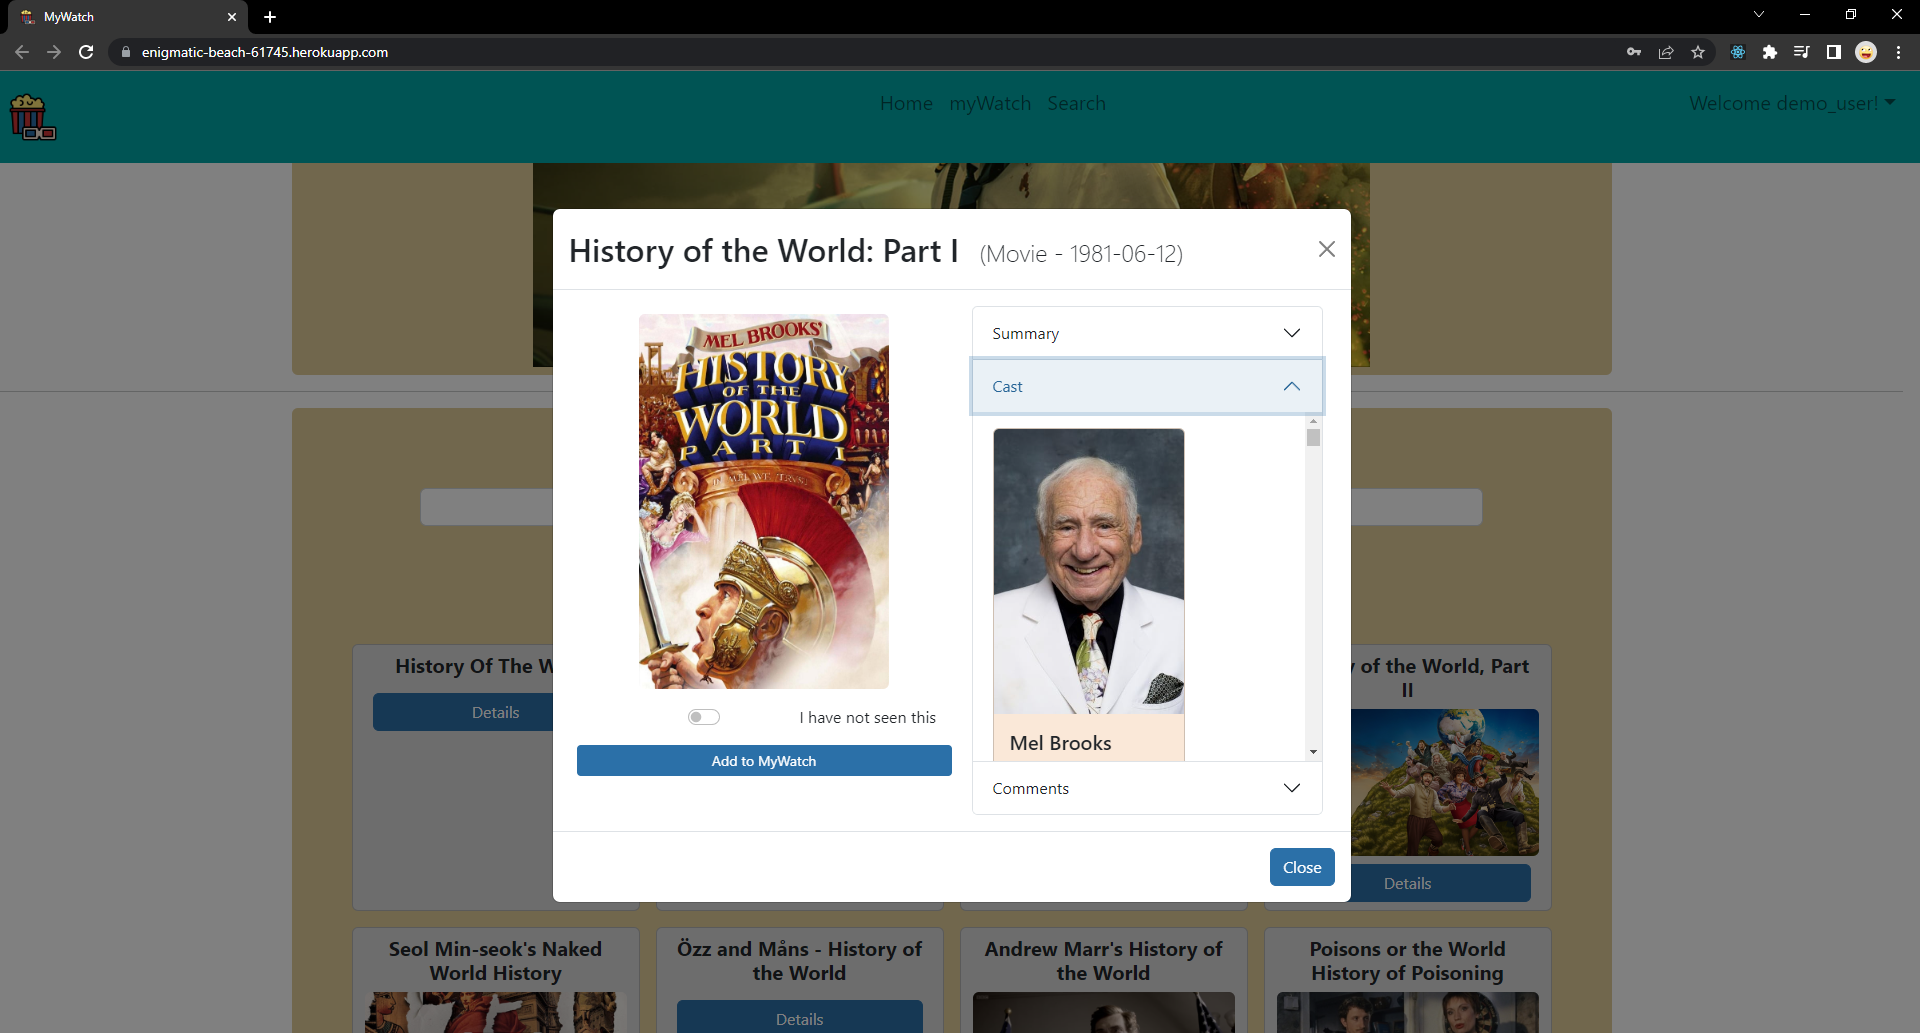 MyWatch
enigmatic-beach-61745.herokuapp.com
Home myWatch Search
Welcome demo_user!
History of the World: Part I (Movie - 1981-06-12)
MEL BROOKS'
HISTORY
OF THE
WORLD
PART I
I have not seen this
Add to MyWatch
Summary
Cast
Mel Brooks
Comments
Close
History Of The W
Details
of the World, Part
II
Details
Seol Min-seok's Naked
World History
Özz and Måns - History of
the World
Details
Andrew Marr's History of
the World
Poisons or the World
History of Poisoning